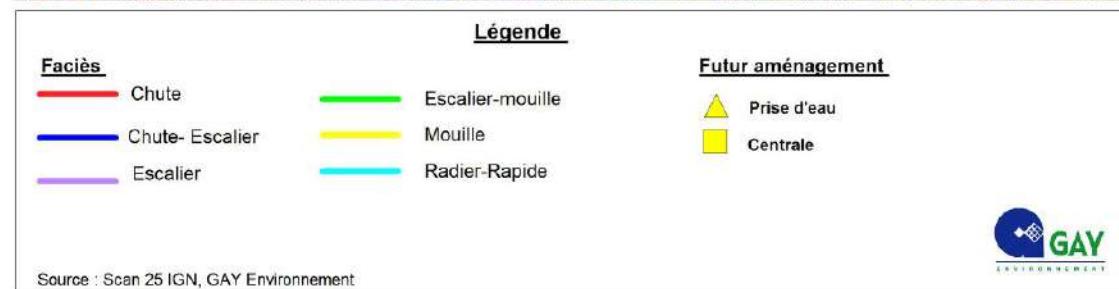 Légende
Faciès
Chute
Chute- Escalier
Escalier
Escalier-mouille
Mouille
Radier-Rapide
Futur aménagement
Prise d'eau
Centrale
GAY
ENVIRONNEMENT
Source : Scan 25 IGN, GAY Environnement